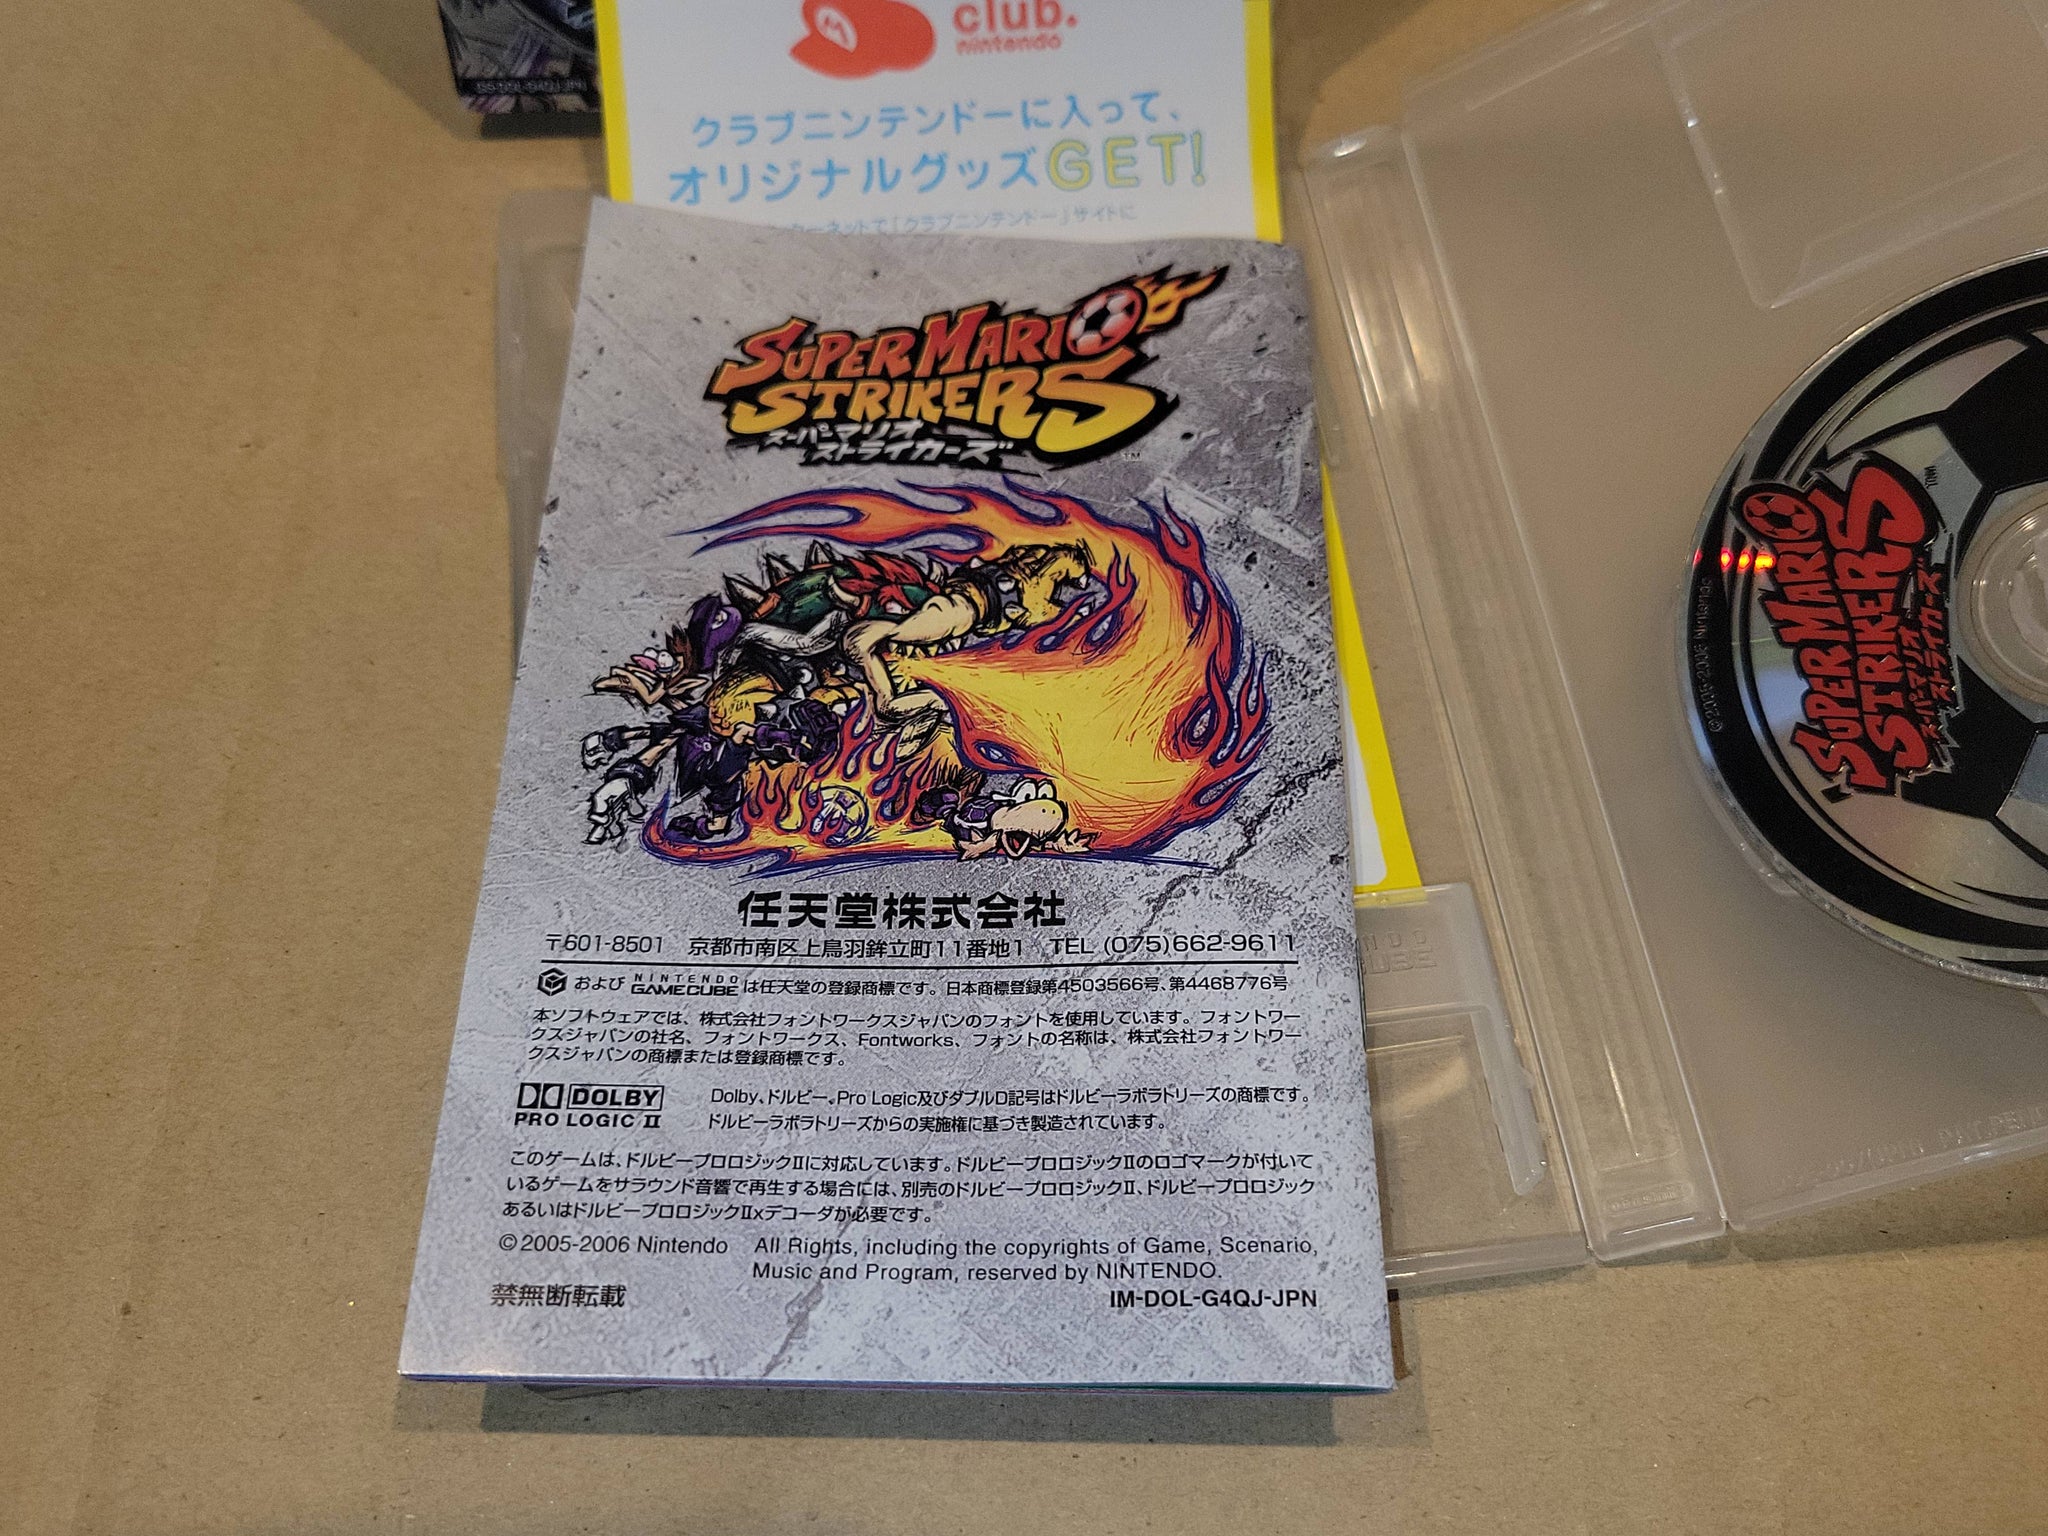 club.
nintendo
クラブニンテンドーに入って、
オリジナルグッズGET!
ーネットで「クラブニンテンドー」サイトに
SUPER MARIO
STRIKERS
スーパーマリオ
ストライカーズ
TM
任天堂株式会社
〒601-8501 京都市南区上鳥羽鉾立町11番地1 TEL (075)662-9611
および NINTENDO GAMECUBE は任天堂の登録商標です。日本商標登録第4503566号、第4468776号
本ソフトウェアでは、株式会社フォントワークスジャパンのフォントを使用しています。フォントワー
クスジャパンの社名、フォントワークス、Fontworks、フォントの名称は、株式会社フォントワー
クスジャパンの商標または登録商標です。
DOLBY
PRO LOGIC II
Dolby、ドルビー、Pro Logic及びダブルD記号はドルビーラボラトリーズの商標です。
ドルビーラボラトリーズからの実施権に基づき製造されています。
このゲームは、ドルビープロロジックⅡに対応しています。ドルビープロロジックⅡのロゴマークが付いて
いるゲームをサラウンド音響で再生する場合には、別売のドルビープロロジックⅡ、ドルビープロロジック
あるいはドルビープロロジックⅡxデコーダが必要です。
©2005-2006 Nintendo All Rights, including the copyrights of Game, Scenario,
Music and Program, reserved by NINTENDO.
禁無断転載
IM-DOL-G4QJ-JPN
SUPER MARIO
STRIKERS
スーパーマリオ
ストライカーズ
©2005-2006 Nintendo